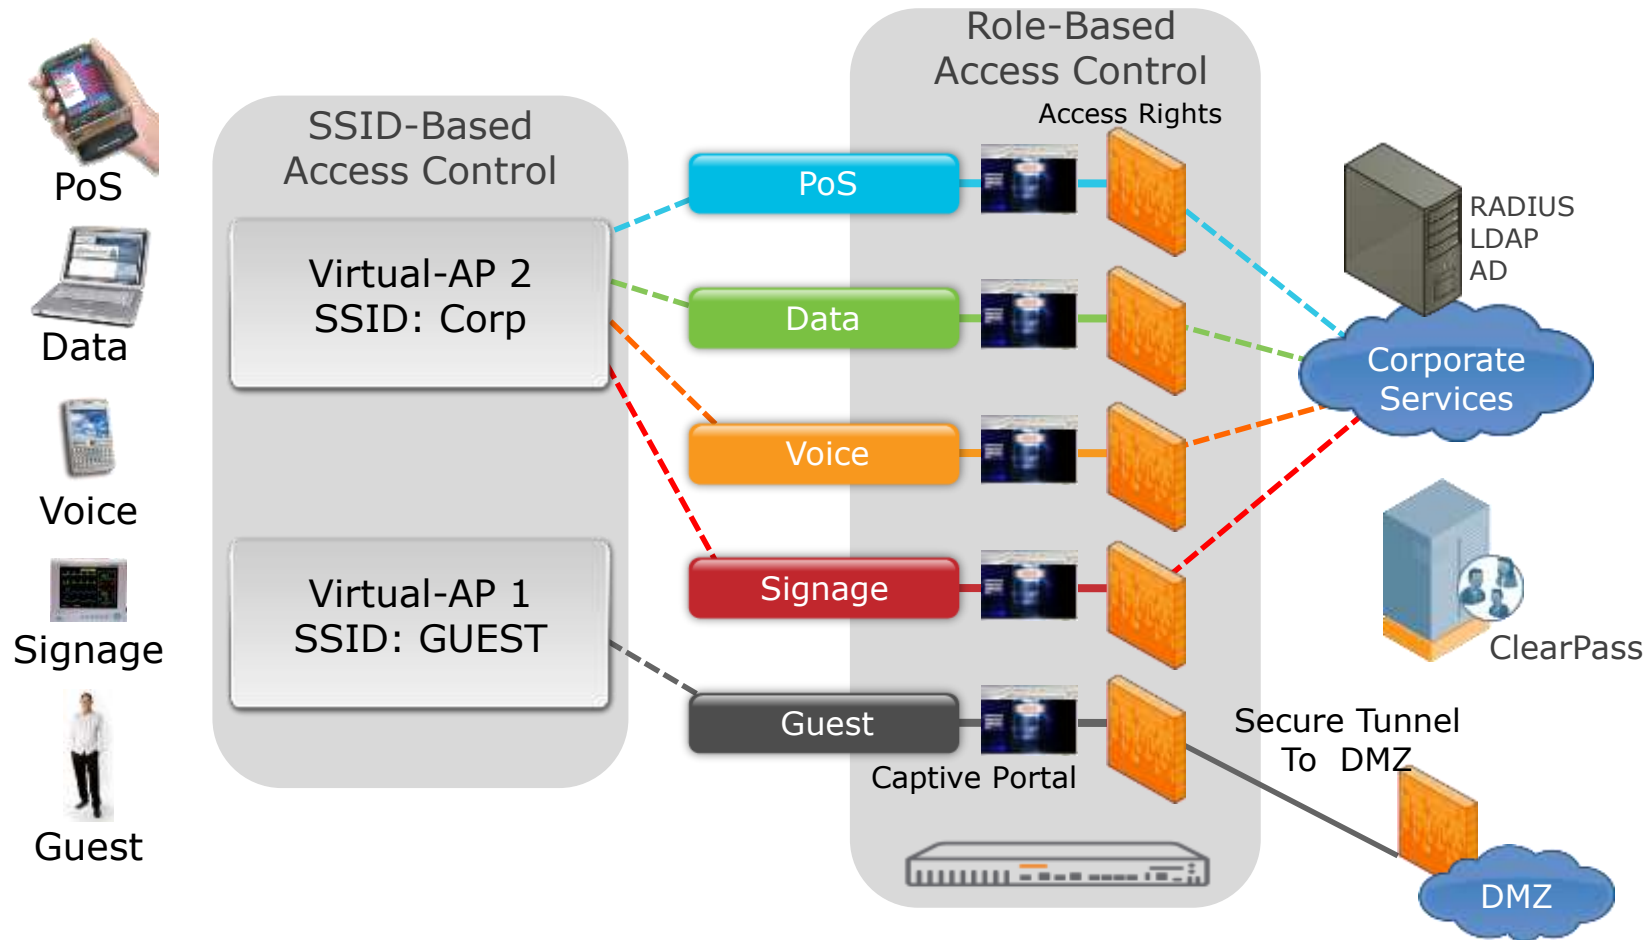 PoS
Data
Voice
Signage
Guest
SSID-Based
Access Control
Virtual-AP 2
SSID: Corp
Virtual-AP 1
SSID: GUEST
Role-Based
Access Control
Access Rights
PoS
Data
Voice
Signage
Guest
Captive Portal
RADIUS
LDAP
AD
Corporate
Services
ClearPass
Secure Tunnel
To DMZ
DMZ